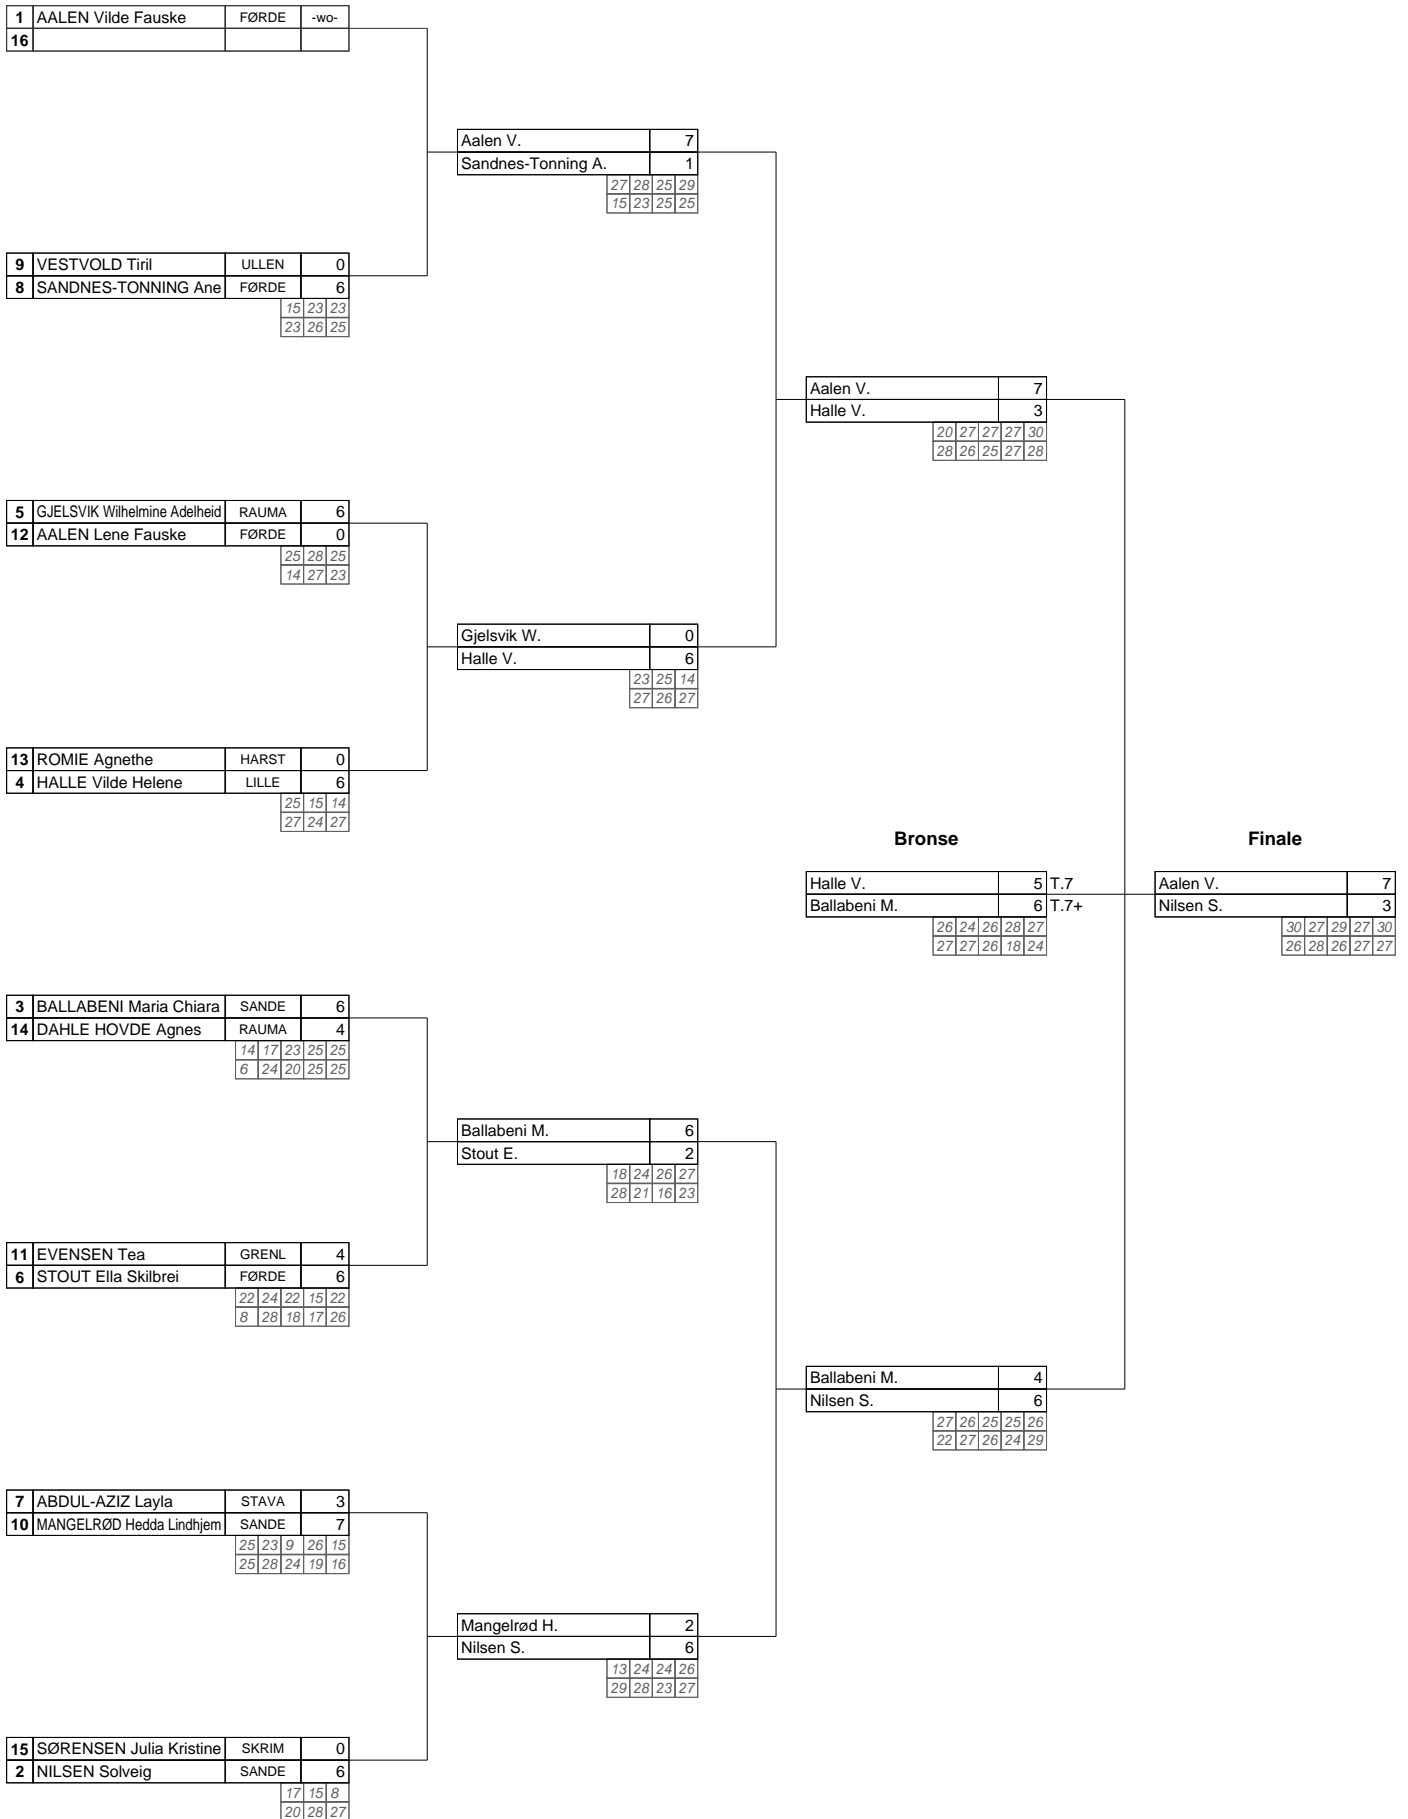 1 AALEN Vilde Fauske FØRDE -wo-
16
Aalen V. 7
Sandnes-Tonning A. 1
27 28 25 29
15 23 25 25
9 VESTVOLD Tiril ULLEN 0
8 SANDNES-TONNING Ane FØRDE 6
15 23 23
23 26 25
Aalen V. 7
Halle V. 3
20 27 27 27 30
28 26 25 27 28
5 GJELSVIK Wilhelmine Adelheid RAUMA 6
12 AALEN Lene Fauske FØRDE 0
25 28 25
14 27 23
Gjelsvik W. 0
Halle V. 6
23 25 14
27 26 27
13 ROMIE Agnethe HARST 0
4 HALLE Vilde Helene LILLE 6
25 15 14
27 24 27
Bronse Finale
Halle V. 5 T.7 Aalen V. 7
Ballabeni M. 6 T.7+ Nilsen S. 3
26 24 26 28 27 30 27 29 27 30
27 27 26 18 24 26 28 26 27 27
3 BALLABENI Maria Chiara SANDE 6
14 DAHLE HOVDE Agnes RAUMA 4
14 17 23 25 25
6 24 20 25 25
Ballabeni M. 6
Stout E. 2
18 24 26 27
28 21 16 23
11 EVENSEN Tea GRENL 4
6 STOUT Ella Skilbrei FØRDE 6
22 24 22 15 22
8 28 18 17 26
Ballabeni M. 4
Nilsen S. 6
27 26 25 25 26
22 27 26 24 29
7 ABDUL-AZIZ Layla STAVA 3
10 MANGELRØD Hedda Lindhjem SANDE 7
25 23 9 26 15
25 28 24 19 16
Mangelrød H. 2
Nilsen S. 6
13 24 24 26
29 28 23 27
15 SØRENSEN Julia Kristine SKRIM 0
2 NILSEN Solveig SANDE 6
17 15 8
20 28 27